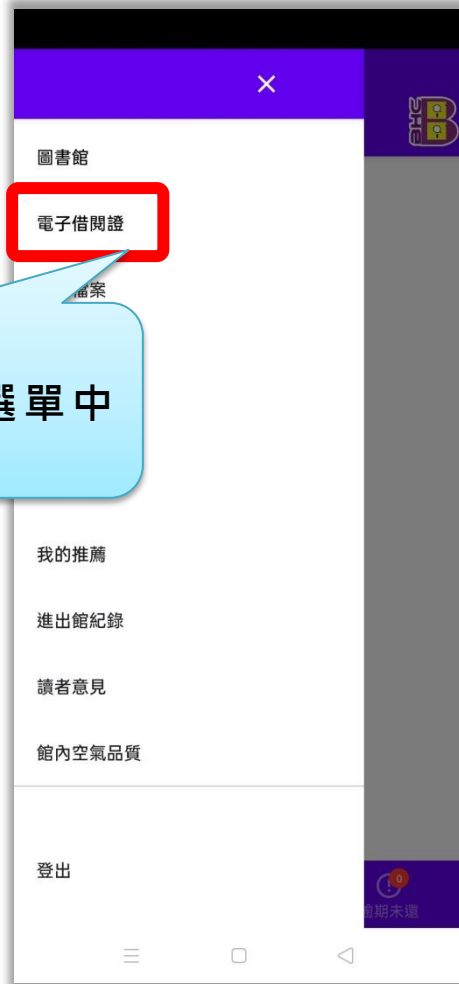 圖書館
電子借閱證
檔案
選單中
我的推薦
進出館紀錄
讀者意見
館內空氣品質
登出
BHC
0
逾期未還